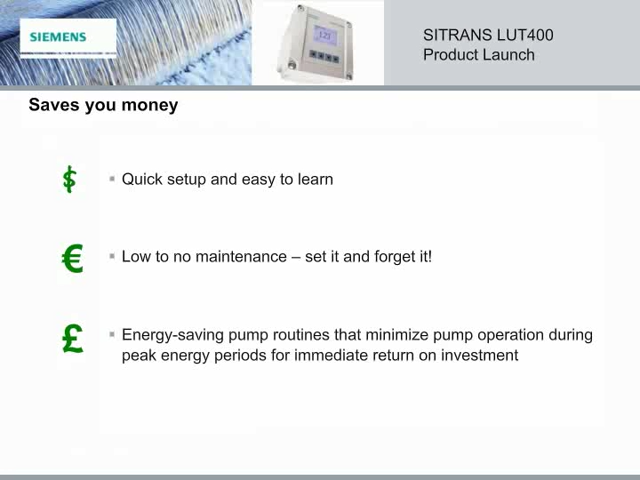 SIEMENS
SITRANS LUT400
Product Launch
Saves you money
$
▪ Quick setup and easy to learn
€
▪ Low to no maintenance – set it and forget it!
£
▪ Energy-saving pump routines that minimize pump operation during
peak energy periods for immediate return on investment